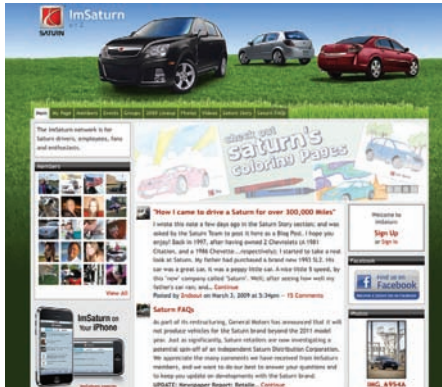 SATURN
ImSaturn
Main My Page Members Events Groups 2009 Lineup Photos Videos Saturn Story Saturn FAQs
The ImSaturn network is for
Saturn drivers, employees, fans
and enthusiasts.
check out
saturn's
coloring Pages
Members
View All
ImSaturn on
Your iPhone
"How I came to drive a Saturn for over 300,000 Miles"
I wrote this note a few days ago in the Saturn Story section; and was
asked by the Saturn Team to post it here as a Blog Post. I hope you
enjoy! Back in 1997, after having owned 2 Chevrolets (A 1981
Citation, and a 1986 Chevette...respectively), I started to take a real
look at Saturn. My father had purchased a brand new 1995 SL2. His
car was a great car. It was a peppy little car. A nice little 5 speed, by
this "new" company called "Saturn". Well, after seeing how well my
father's car ran, and… Continue
Posted by on March 3, 2009 at 5:34pm — 15 Comments
Saturn FAQs
As part of its restructuring, General Motors has announced that it will
not produce vehicles for the Saturn brand beyond the 2011 model
year. Just as significantly, Saturn retailers are now investigating a
potential spin-off of an independent Saturn Distribution Corporation.
We appreciate the many comments we have received from ImSaturn
members, and we want to do our best to answer your questions and
to keep you update on developments with the Saturn brand.
UPDATE: Newspaper Report: Retaile… Continue
Welcome to
ImSaturn
Sign Up
or Sign In
Facebook
Find us on
Facebook
Photos
IMG_A954A